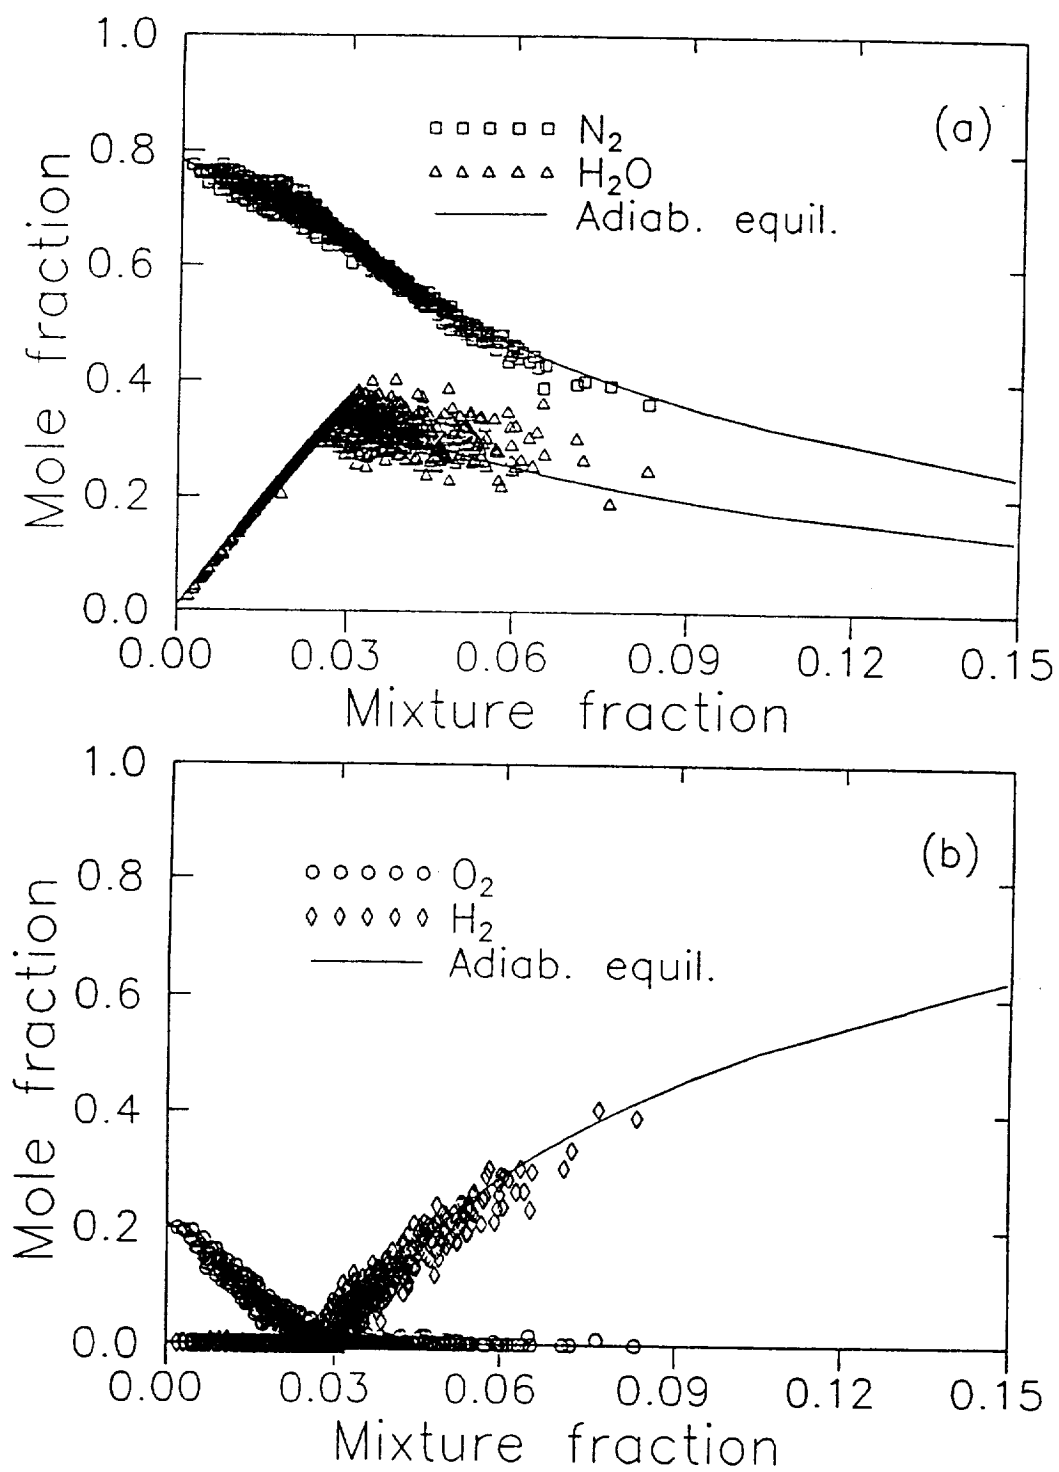 1.0
(a)
N2
0.8
H2O
Adiab. equil.
0.6
Mole fraction
0.4
0.2
0.0
0.00 0.03 0.06 0.09 0.12 0.15
Mixture fraction
1.0
(b)
0.8
O2
H2
Adiab. equil.
0.6
Mole fraction
0.4
0.2
0.0
0.00 0.03 0.06 0.09 0.12 0.15
Mixture fraction